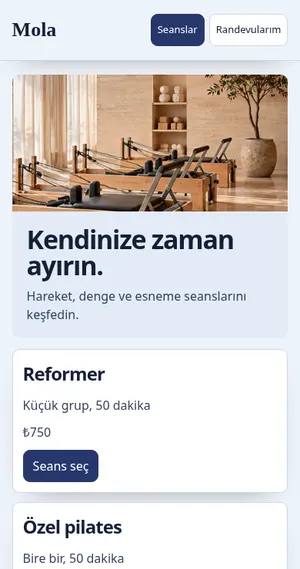 Mola
Seanslar
Randevularım
Kendinize zaman
ayırın.
Hareket, denge ve esneme seanslarını
keşfedin.
Reformer
Küçük grup, 50 dakika
₺750
Seans seç
Özel pilates
Bire bir, 50 dakika